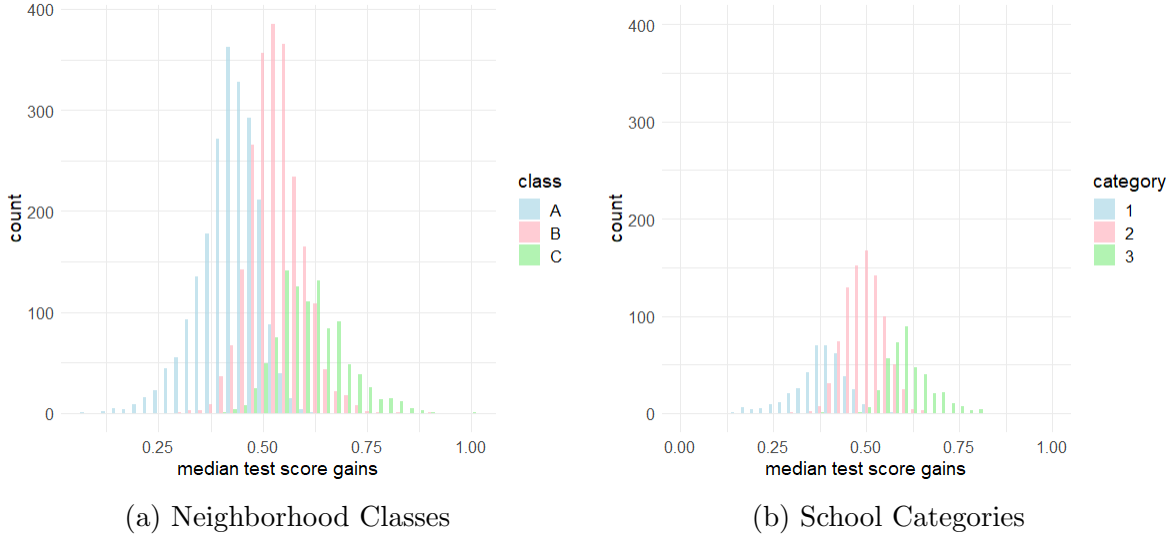 400
300
200
100
0
count
0.25 0.50 0.75 1.00
median test score gains
class
A
B
C
(a) Neighborhood Classes
400
300
200
100
0
count
0.00 0.25 0.50 0.75 1.00
median test score gains
category
1
2
3
(b) School Categories